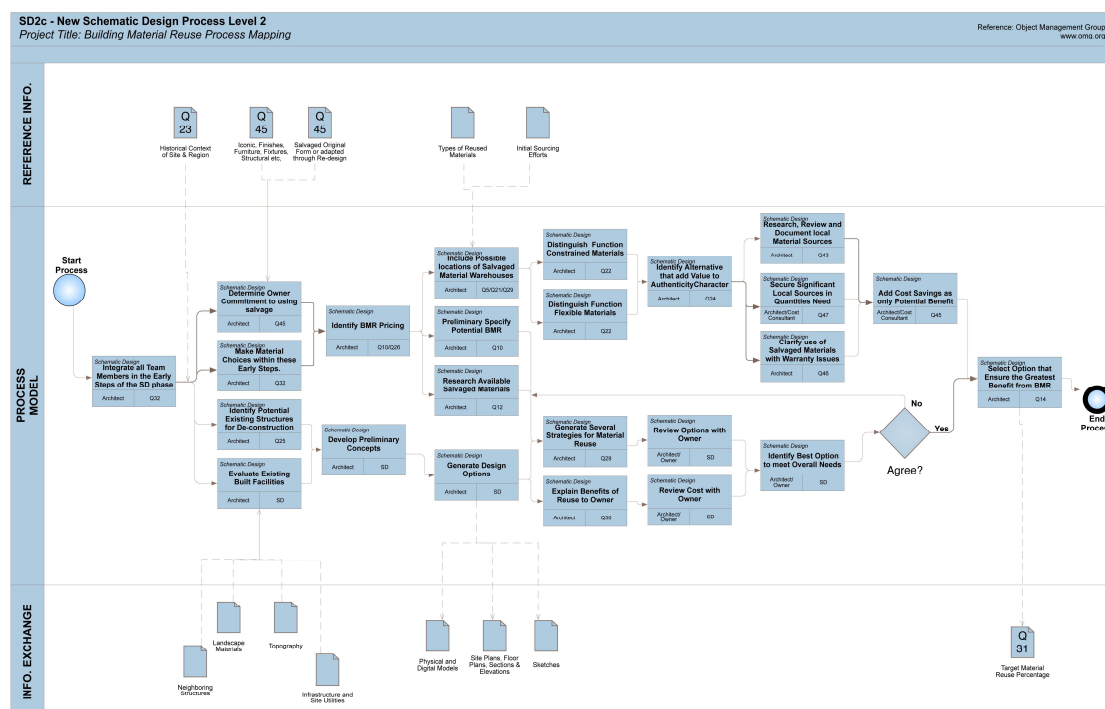 SD2c - New Schematic Design Process Level 2
Project Title: Building Material Reuse Process Mapping
Reference: Object Management Group
www.omg.org
REFERENCE INFO.
Q
23
Historical Context
of Site & Region
Q
45
Iconic, Finishes,
Furniture, Fixtures,
Structural etc,
Q
45
Salvaged Original
Form or adapted
through Re-design
Types of Reused
Materials
Initial Sourcing
Efforts
PROCESS
MODEL
Start
Process
Schematic Design
Integrate all Team
Members in the Early
Steps of the SD phase
Architect
Q32
Schematic Design
Determine Owner
Commitment to using
salvage
Architect
Q45
Schematic Design
Make Material
Choices within these
Early Steps.
Architect
Q32
Schematic Design
Identify Potential
Existing Structures
for De-construction
Architect
Q25
Schematic Design
Evaluate Existing
Built Facilities
Architect
SD
Schematic Design
Identify BMR Pricing
Architect
Q10/Q26
Schematic Design
Develop Preliminary
Concepts
Architect
SD
Schematic Design
Include Possible
locations of Salvaged
Material Warehouses
Architect
Q5/Q21/Q29
Schematic Design
Preliminary Specify
Potential BMR
Architect
Q10
Schematic Design
Research Available
Salvaged Materials
Architect
Q12
Schematic Design
Generate Design
Options
Architect
SD
Schematic Design
Distinguish Function
Constrained Materials
Architect
Q22
Schematic Design
Distinguish Function
Flexible Materials
Architect
Q22
Schematic Design
Generate Several
Strategies for Material
Reuse
Architect
Q29
Schematic Design
Explain Benefits of
Reuse to Owner
Architect
Q30
Schematic Design
Identify Alternative
that add Value to
AuthenticityCharacter
Architect
Q24
Schematic Design
Review Options with
Owner
Architect/
Owner
SD
Schematic Design
Review Cost with
Owner
Architect/
Owner
SD
Schematic Design
Research, Review and
Document local
Material Sources
Architect
Q43
Schematic Design
Secure Significant
Local Sources in
Quantities Need
Architect/Cost
Consultant
Q47
Schematic Design
Clarify use of
Salvaged Materials
with Warranty Issues
Architect
Q46
Schematic Design
Identify Best Option
to meet Overall Needs
Architect/
Owner
SD
Schematic Design
Add Cost Savings as
only Potential Benefit
Architect/Cost
Consultant
Q45
No
Yes
Agree?
Schematic Design
Select Option that
Ensure the Greatest
Benefit from BMR
Architect
Q14
End
Process
INFO. EXCHANGE
Neighboring
Structures
Landscape
Materials
Topography
Infrastructure and
Site Utilities
Physical and
Digital Models
Site Plans, Floor
Plans, Sections &
Elevations
Sketches
Q
31
Target Material
Reuse Percentage